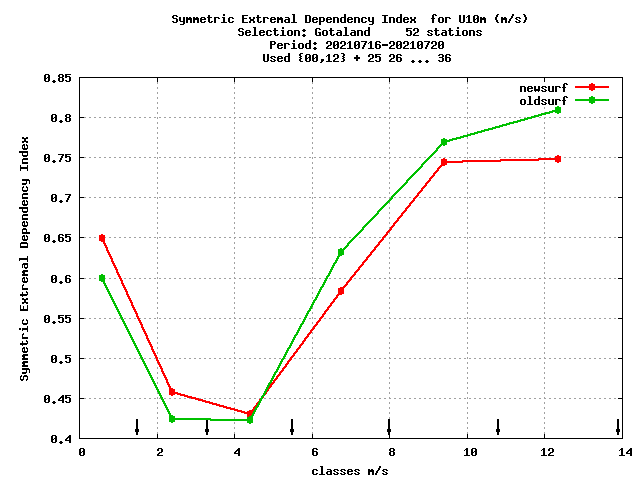 Symmetric Extremal Dependency Index  for U10m (m/s)
Selection: Gotaland     52 stations
Period: 20210716-20210720
Used {00,12} + 25 26 ... 36
newsurf
oldsurf
Symmetric Extremal Dependency Index
0.85
0.8
0.75
0.7
0.65
0.6
0.55
0.5
0.45
0.4
0 2 4 6 8 10 12 14
classes m/s